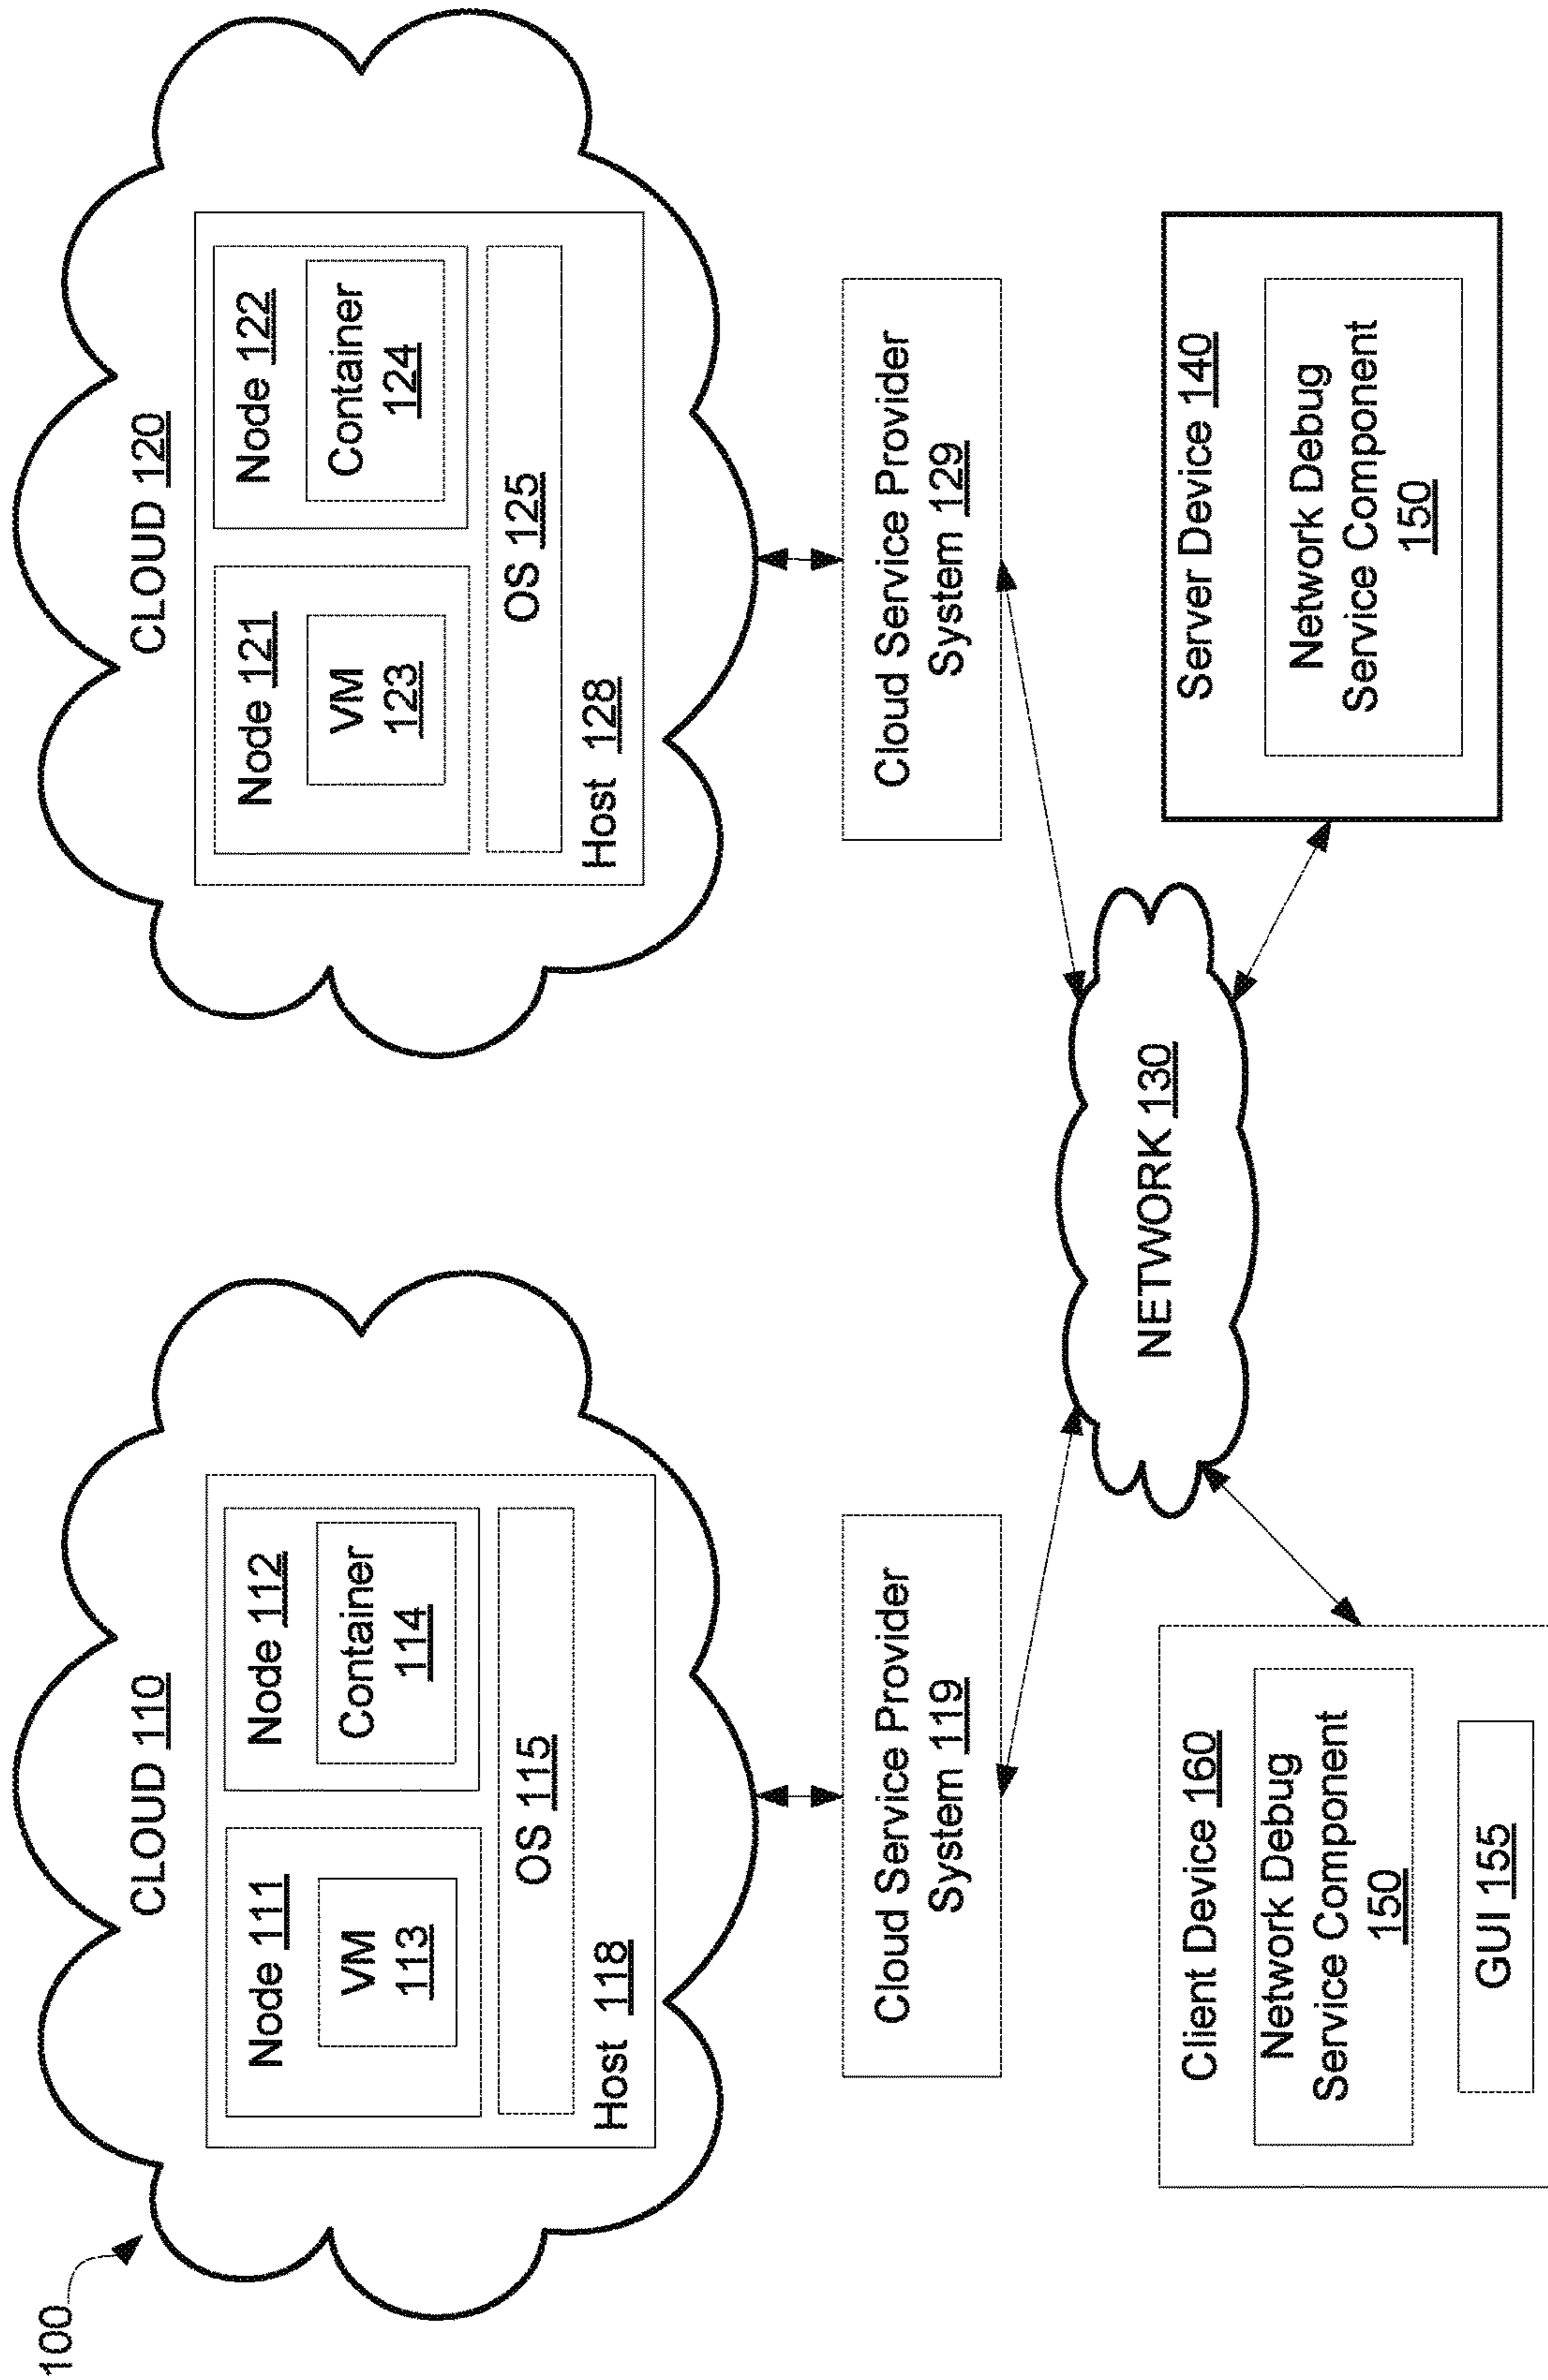 100
CLOUD 110
Node 111
VM
113
Node 112
Container
114
OS 115
Host 118
CLOUD 120
Node 121
VM
123
Node 122
Container
124
OS 125
Host 128
Cloud Service Provider
System 119
Cloud Service Provider
System 129
NETWORK 130
Client Device 160
Network Debug
Service Component
150
GUI 155
Server Device 140
Network Debug
Service Component
150